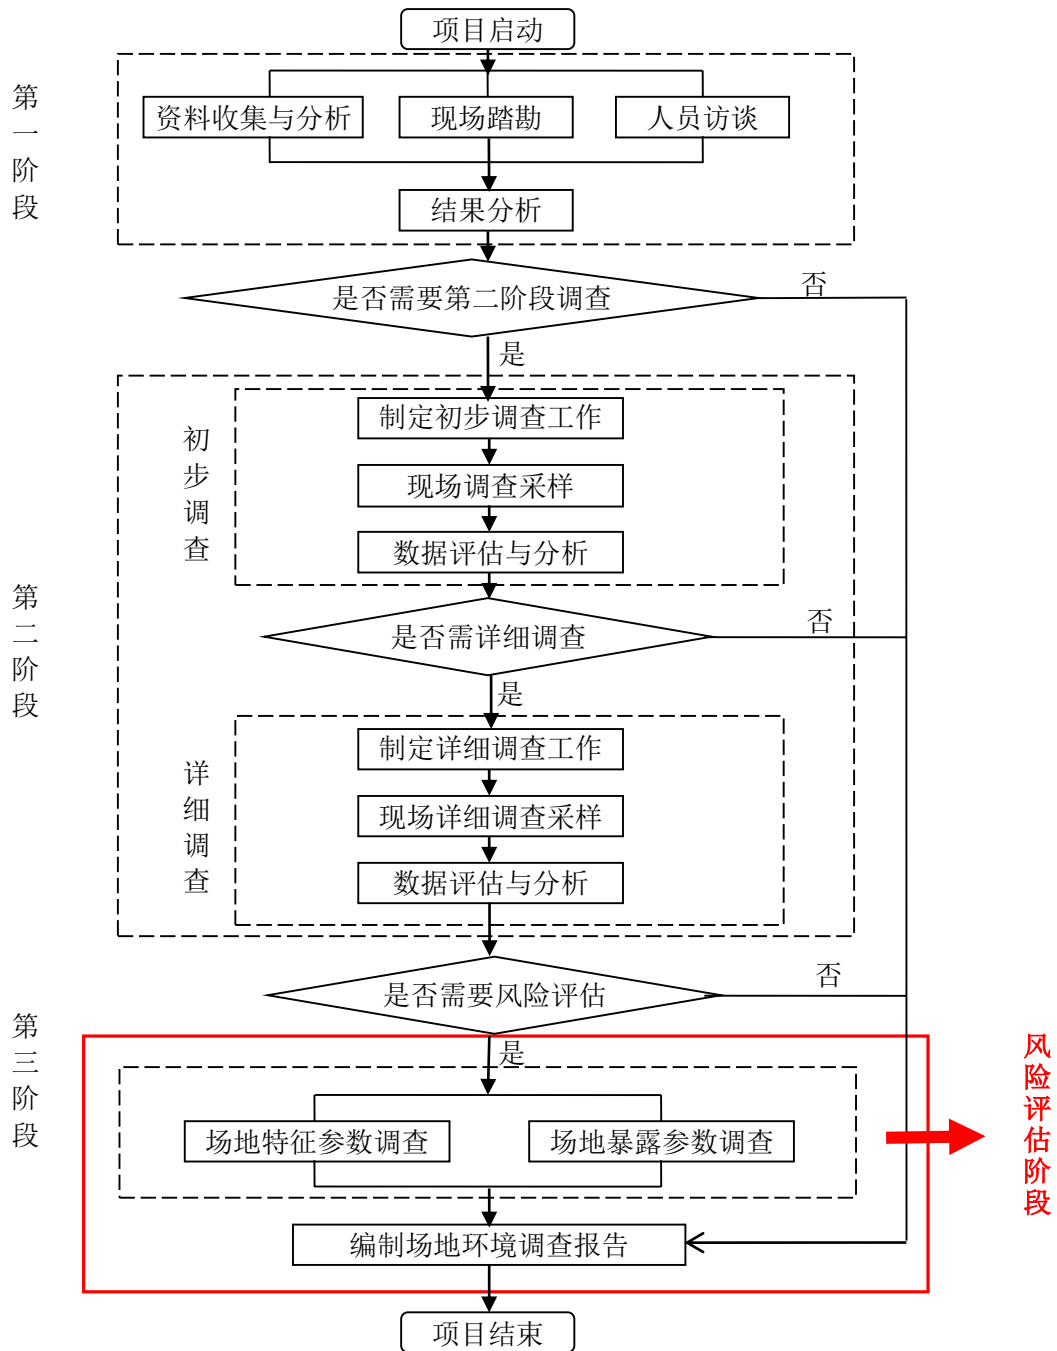 项目启动
第一阶段
资料收集与分析
现场踏勘
人员访谈
结果分析
是否需要第二阶段调查
否
是
第二阶段
初步调查
制定初步调查工作
现场调查采样
数据评估与分析
是否需详细调查
否
是
详细调查
制定详细调查工作
现场详细调查采样
数据评估与分析
是否需要风险评估
否
第三阶段
是
场地特征参数调查
场地暴露参数调查
风险评估阶段
编制场地环境调查报告
项目结束